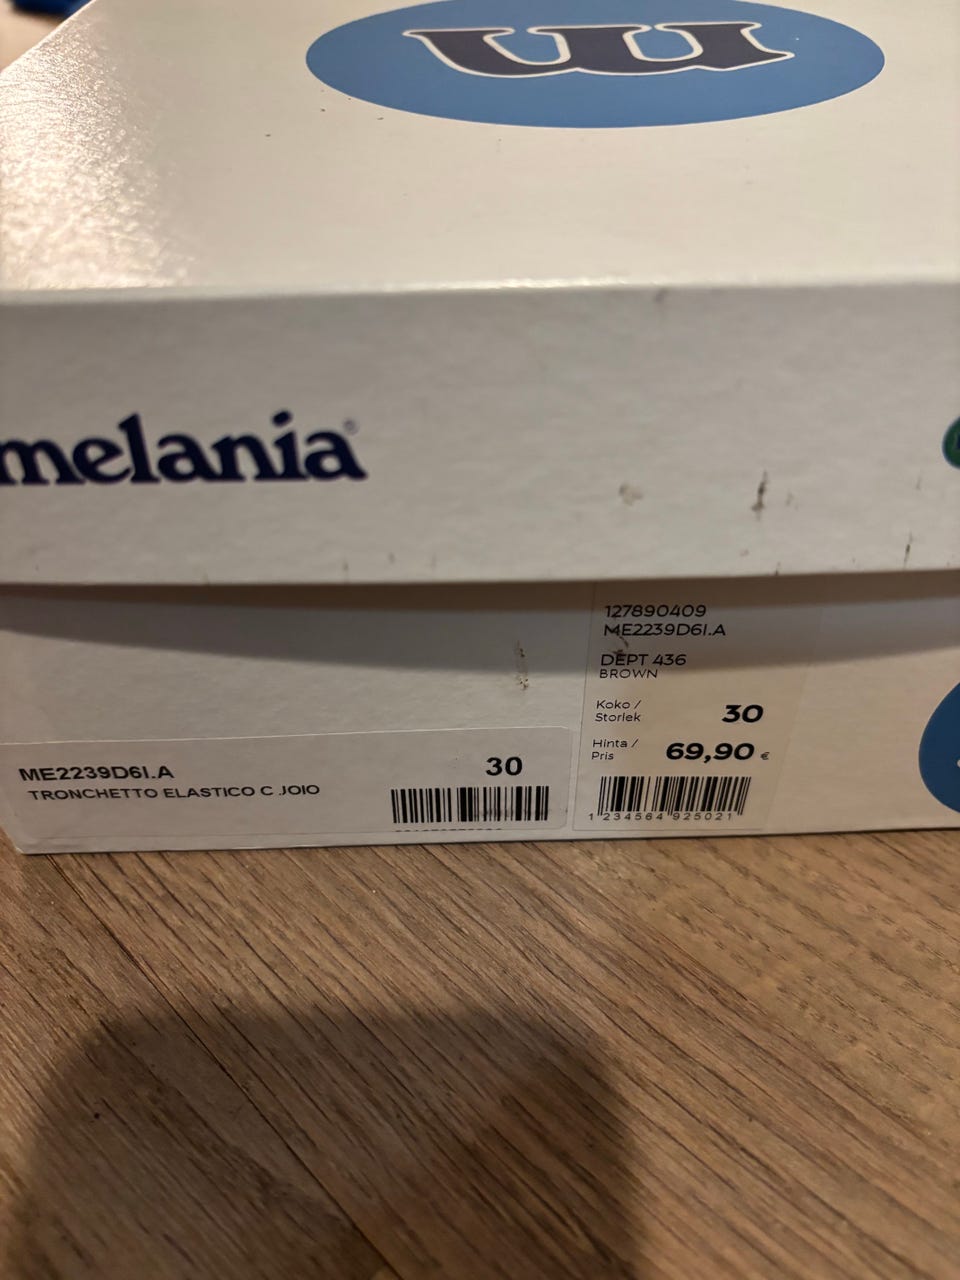 m
melania®
127890409
ME2239D6I.A
DEPT 436
BROWN
Koko /
Storlek
30
Hinta /
Pris
69,90 €
1 234564 925021
ME2239D6I.A
30
TRONCHETTO ELASTICO C.JOIO